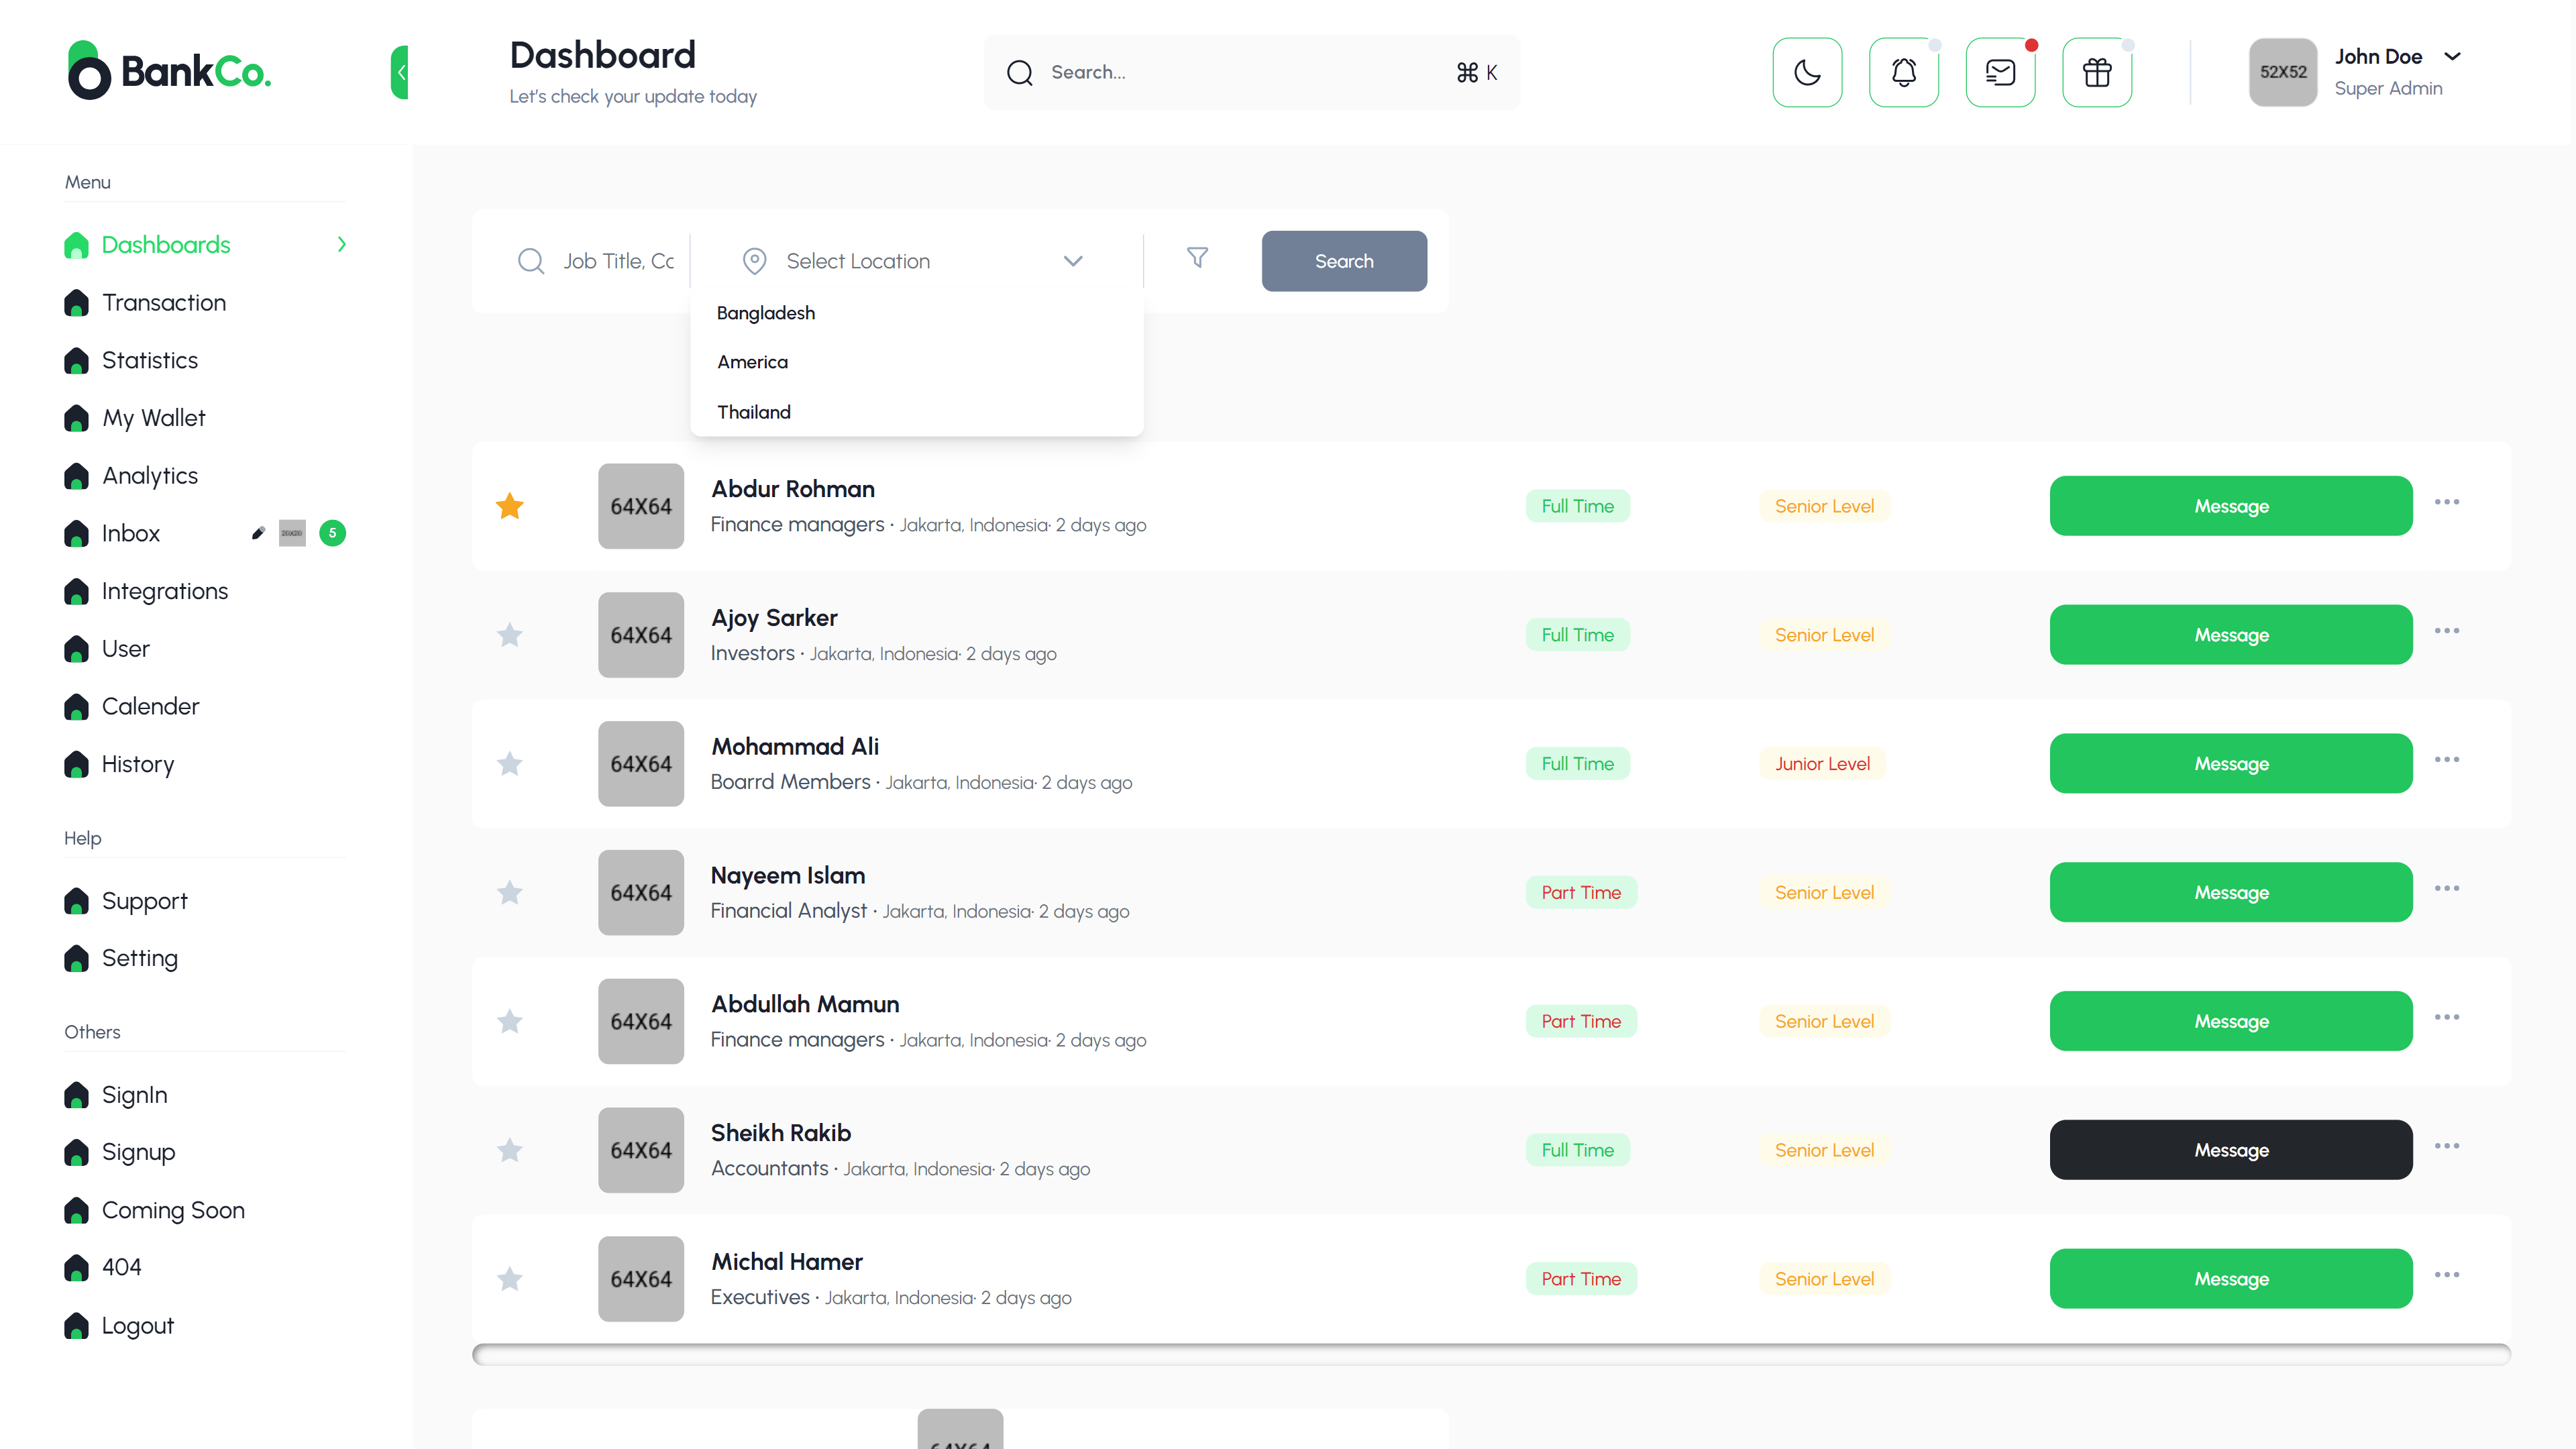 BankCo.
Dashboard
Let's check your update today
Search...
⌘ K
52X52
John Doe
Super Admin
Menu
Dashboards
Transaction
Statistics
My Wallet
Analytics
Inbox
5
Integrations
User
Calender
History
Help
Support
Setting
Others
SignIn
Signup
Coming Soon
404
Logout
Job Title, Co
Select Location
Search
Bangladesh
America
Thailand
64X64
Abdur Rohman
Finance managers · Jakarta, Indonesia· 2 days ago
Full Time
Senior Level
Message
64X64
Ajoy Sarker
Investors · Jakarta, Indonesia· 2 days ago
Full Time
Senior Level
Message
64X64
Mohammad Ali
Boarrd Members · Jakarta, Indonesia· 2 days ago
Full Time
Junior Level
Message
64X64
Nayeem Islam
Financial Analyst · Jakarta, Indonesia· 2 days ago
Part Time
Senior Level
Message
64X64
Abdullah Mamun
Finance managers · Jakarta, Indonesia· 2 days ago
Part Time
Senior Level
Message
64X64
Sheikh Rakib
Accountants · Jakarta, Indonesia· 2 days ago
Full Time
Senior Level
Message
64X64
Michal Hamer
Executives · Jakarta, Indonesia· 2 days ago
Part Time
Senior Level
Message
64X64